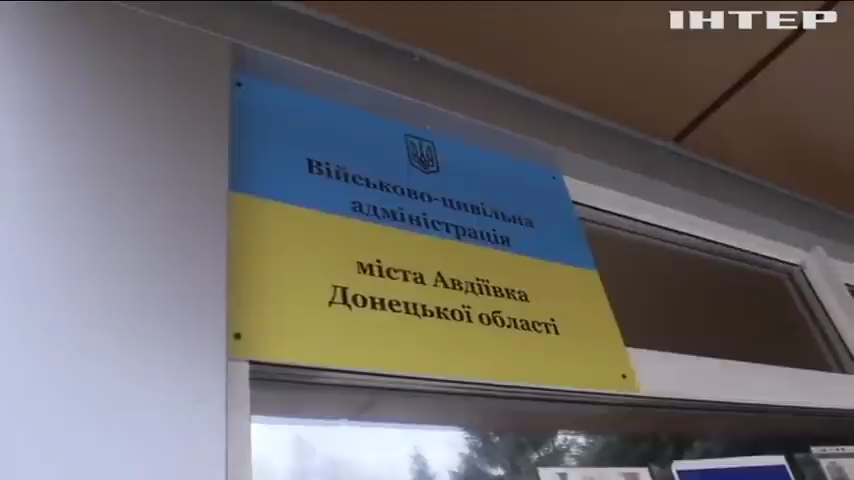 ІНТЕР
Військово-цивільна
адміністрація
міста Авдіївка
Донецької області